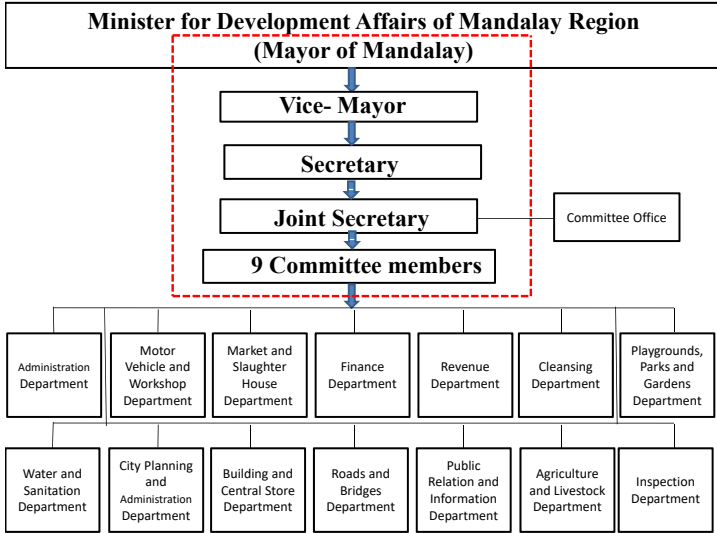 Minister for Development Affairs of Mandalay Region
(Mayor of Mandalay)
Vice- Mayor
Secretary
Joint Secretary
Committee Office
9 Committee members
Administration
Department
Motor
Vehicle and
Workshop
Department
Market and
Slaughter
House
Department
Finance
Department
Revenue
Department
Cleansing
Department
Playgrounds,
Parks and
Gardens
Department
Water and
Sanitation
Department
City Planning
and
Administration
Department
Building and
Central Store
Department
Roads and
Bridges
Department
Public
Relation and
Information
Department
Agriculture
and Livestock
Department
Inspection
Department